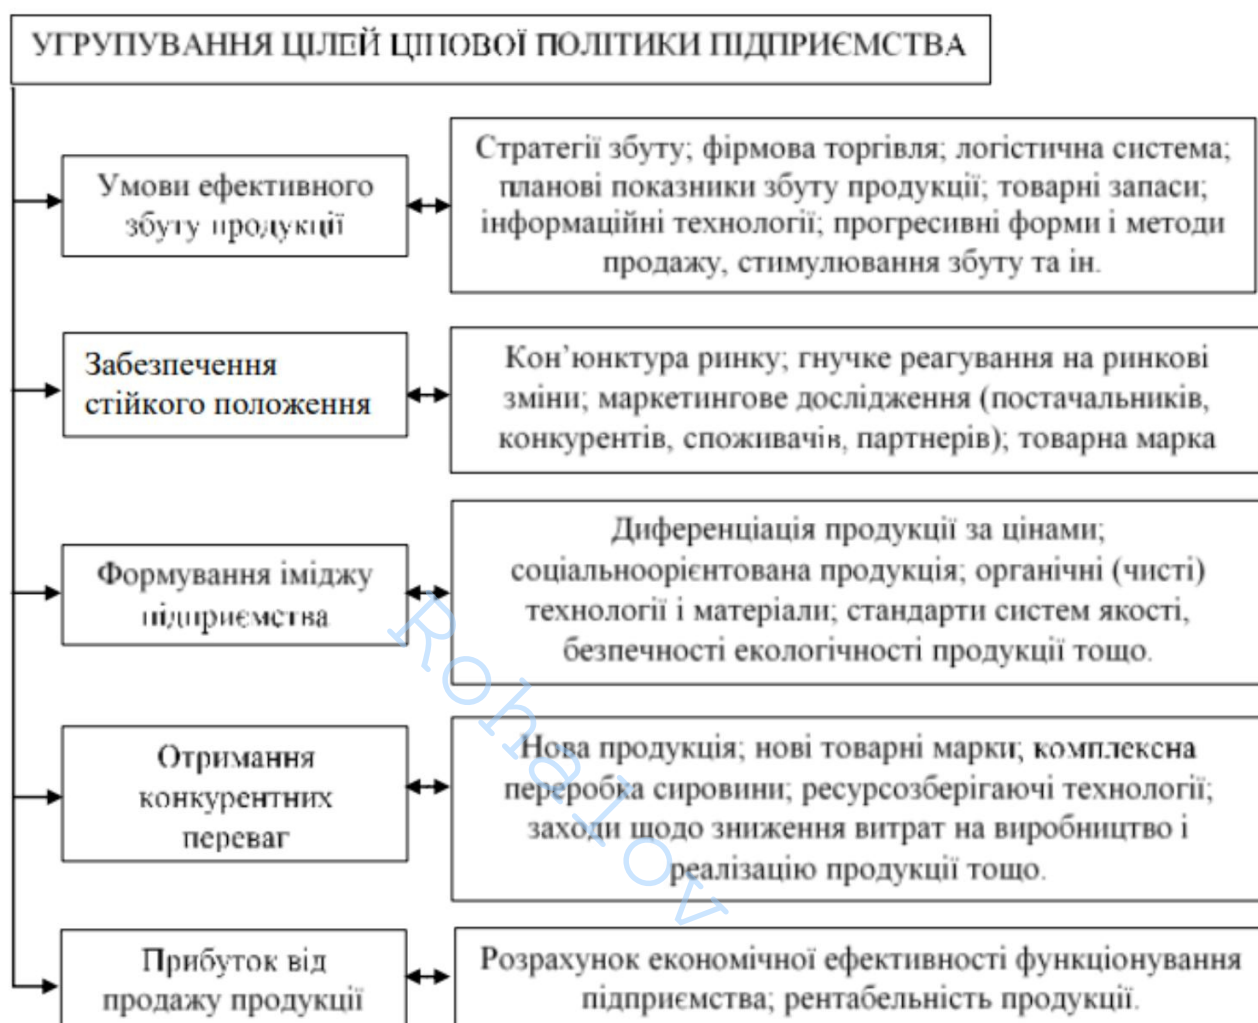 УГРУПУВАННЯ ЦІЛЕЙ ЦІНОВОЇ ПОЛІТИКИ ПІДПРИЄМСТВА
Умови ефективного
збуту продукції
Стратегії збуту; фірмова торгівля; логістична система;
планові показники збуту продукції; товарні запаси;
інформаційні технології; прогресивні форми і методи
продажу, стимулювання збуту та ін.
Забезпечення
стійкого положення
Кон’юнктура ринку; гнучке реагування на ринкові
зміни; маркетингове дослідження (постачальників,
конкурентів, споживачів, партнерів); товарна марка
Формування іміджу
підприємства
Диференціація продукції за цінами;
соціальноорієнтована продукція; органічні (чисті)
технології і матеріали; стандарти систем якості,
безпечності екологічності продукції тощо.
Отримання
конкурентних
переваг
Нова продукція; нові товарні марки; комплексна
переробка сировини; ресурсозберігаючі технології;
заходи щодо зниження витрат на виробництво і
реалізацію продукції тощо.
Прибуток від
продажу продукції
Розрахунок економічної ефективності функціонування
підприємства; рентабельність продукції.
Rohalov